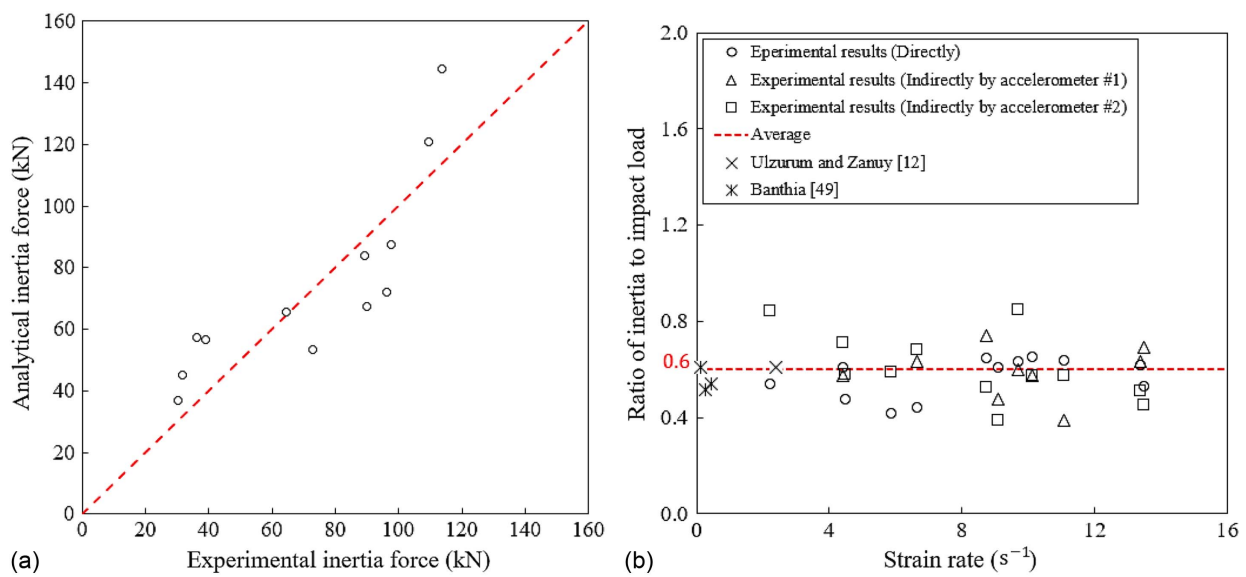 160
140
120
100
80
60
40
20
0
Analytical inertia force (kN)
0 20 40 60 80 100 120 140 160
Experimental inertia force (kN)
(a)
2.0
1.6
1.2
0.8
0.6
0.4
0.0
Ratio of inertia to impact load
Eperimental results (Directly)
Experimental results (Indirectly by accelerometer #1)
Experimental results (Indirectly by accelerometer #2)
Average
Ulzurum and Zanuy [12]
Banthia [49]
0 4 8 12 16
Strain rate (s⁻¹)
(b)